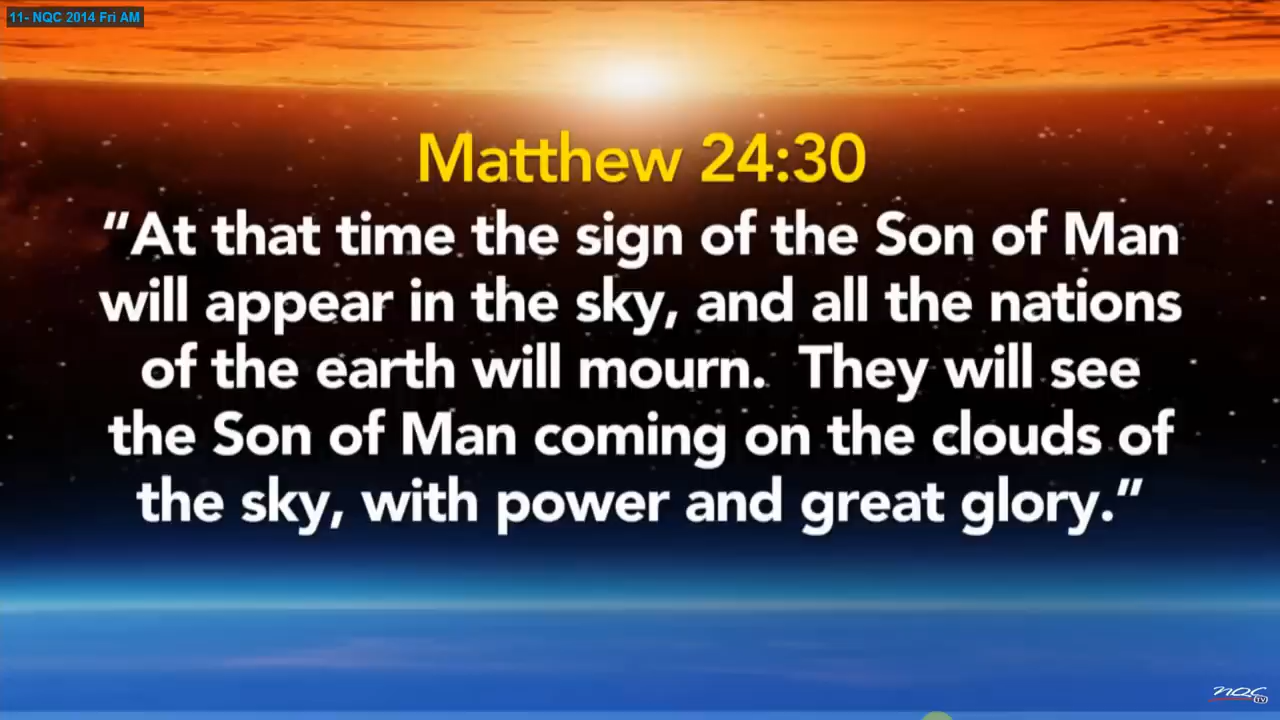 11- NQC 2014 Fri AM
Matthew 24:30
“At that time the sign of the Son of Man
will appear in the sky, and all the nations
of the earth will mourn.  They will see
the Son of Man coming on the clouds of
the sky, with power and great glory.”
NQC
TV